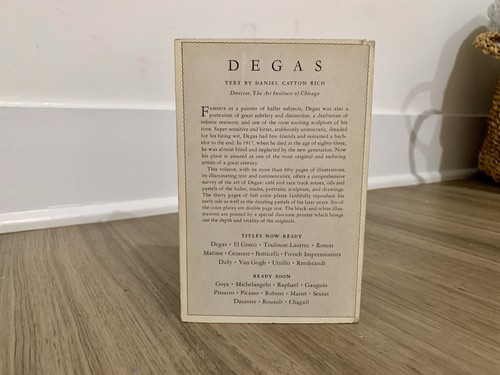 DEGAS
TEXT BY DANIEL CATTON RICH
Director, The Art Institute of Chicago
FAMOUS as a painter of ballet subjects, Degas was also a
portraitist of great subtlety and distinction, a draftsman of
infinite resource, and one of the most exciting sculptors of his
time. Super-sensitive and bitter, stubbornly aristocratic, dreaded
for his biting wit, Degas had few friends and remained a bach-
elor to the end. In 1917, when he died at the age of eighty-three,
he was almost blind and neglected by the new generation. Now
his place is assured as one of the most original and enduring
artists of a great century.
This volume, with its more than fifty pages of illustrations,
its illuminating text and commentaries, offers a comprehensive
survey of the art of Degas: café and race track scenes, oils and
pastels of the ballet, nudes, portraits, sculpture, and drawings.
The thirty pages of full color plates faithfully reproduce his
early oils as well as the dazzling pastels of his later years. Six of
the color plates are double page size. The black-and-white illus-
trations are printed by a special duo-tone process which brings
out the depth and vitality of the originals.
TITLES NOW READY
Degas • El Greco • Toulouse-Lautrec • Renoir
Matisse • Cezanne • Botticelli • French Impressionists
Dufy • Van Gogh • Utrillo • Rembrandt
READY SOON
Goya • Michelangelo • Raphael • Gauguin
Pissarro • Picasso • Rubens • Manet • Seurat
Daumier • Rouault • Chagall